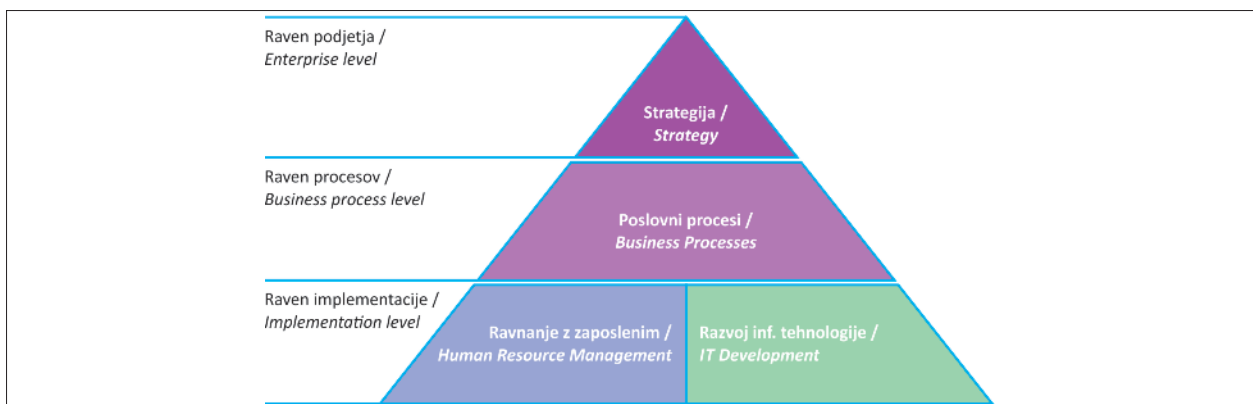 Raven podjetja /
Enterprise level
Strategija /
Strategy
Raven procesov /
Business process level
Poslovni procesi /
Business Processes
Raven implementacije /
Implementation level
Ravnanje z zaposlenim /
Human Resource Management
Razvoj inf. tehnologije /
IT Development